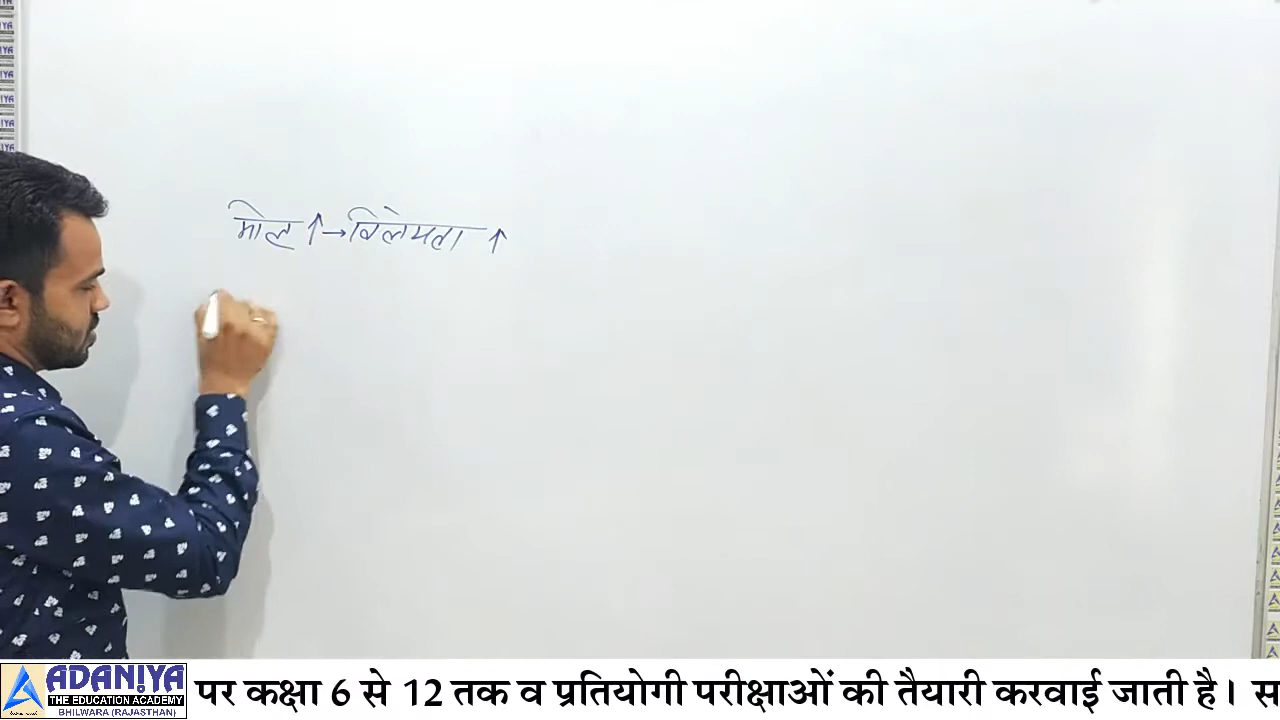 मोल ↑ → विलेयता ↑
ADANIYA
THE EDUCATION ACADEMY
BHILWARA (RAJASTHAN)
पर कक्षा 6 से 12 तक व प्रतियोगी परीक्षाओं की तैयारी करवाई जाती है। स